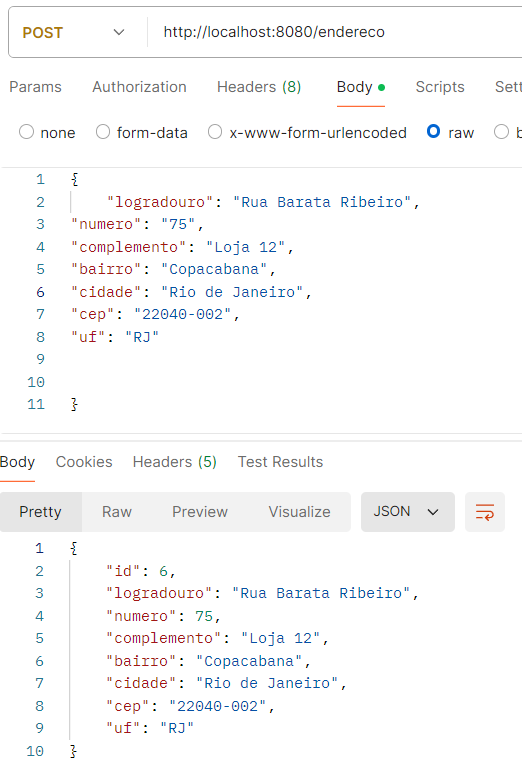 POST http://localhost:8080/endereco
Params Authorization Headers (8) Body Scripts Sett
none form-data x-www-form-urlencoded raw b
1 {
2 "logradouro": "Rua Barata Ribeiro",
3 "numero": "75",
4 "complemento": "Loja 12",
5 "bairro": "Copacabana",
6 "cidade": "Rio de Janeiro",
7 "cep": "22040-002",
8 "uf": "RJ"
9
10
11 }
Body Cookies Headers (5) Test Results
Pretty Raw Preview Visualize JSON
1 {
2 "id": 6,
3 "logradouro": "Rua Barata Ribeiro",
4 "numero": 75,
5 "complemento": "Loja 12",
6 "bairro": "Copacabana",
7 "cidade": "Rio de Janeiro",
8 "cep": "22040-002",
9 "uf": "RJ"
10 }